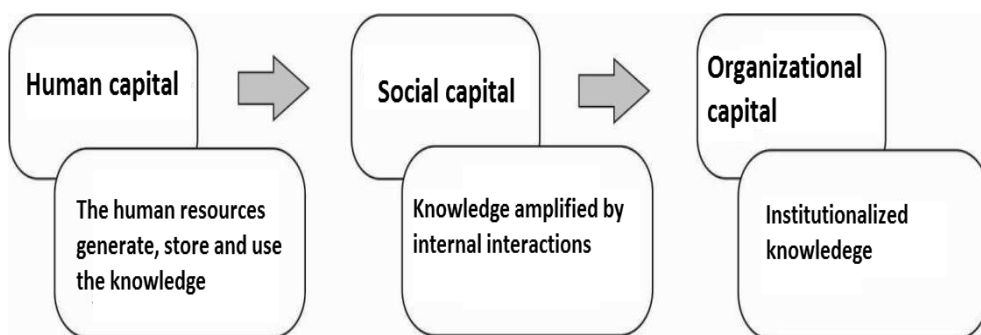 Human capital
The human resources
generate, store and use
the knowledge
Social capital
Knowledge amplified by
internal interactions
Organizational
capital
Institutionalized
knowledege